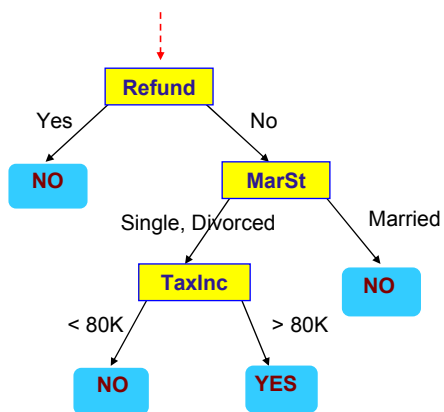 Refund
Yes
No
NO
MarSt
Single, Divorced
Married
TaxInc
NO
< 80K
> 80K
NO
YES